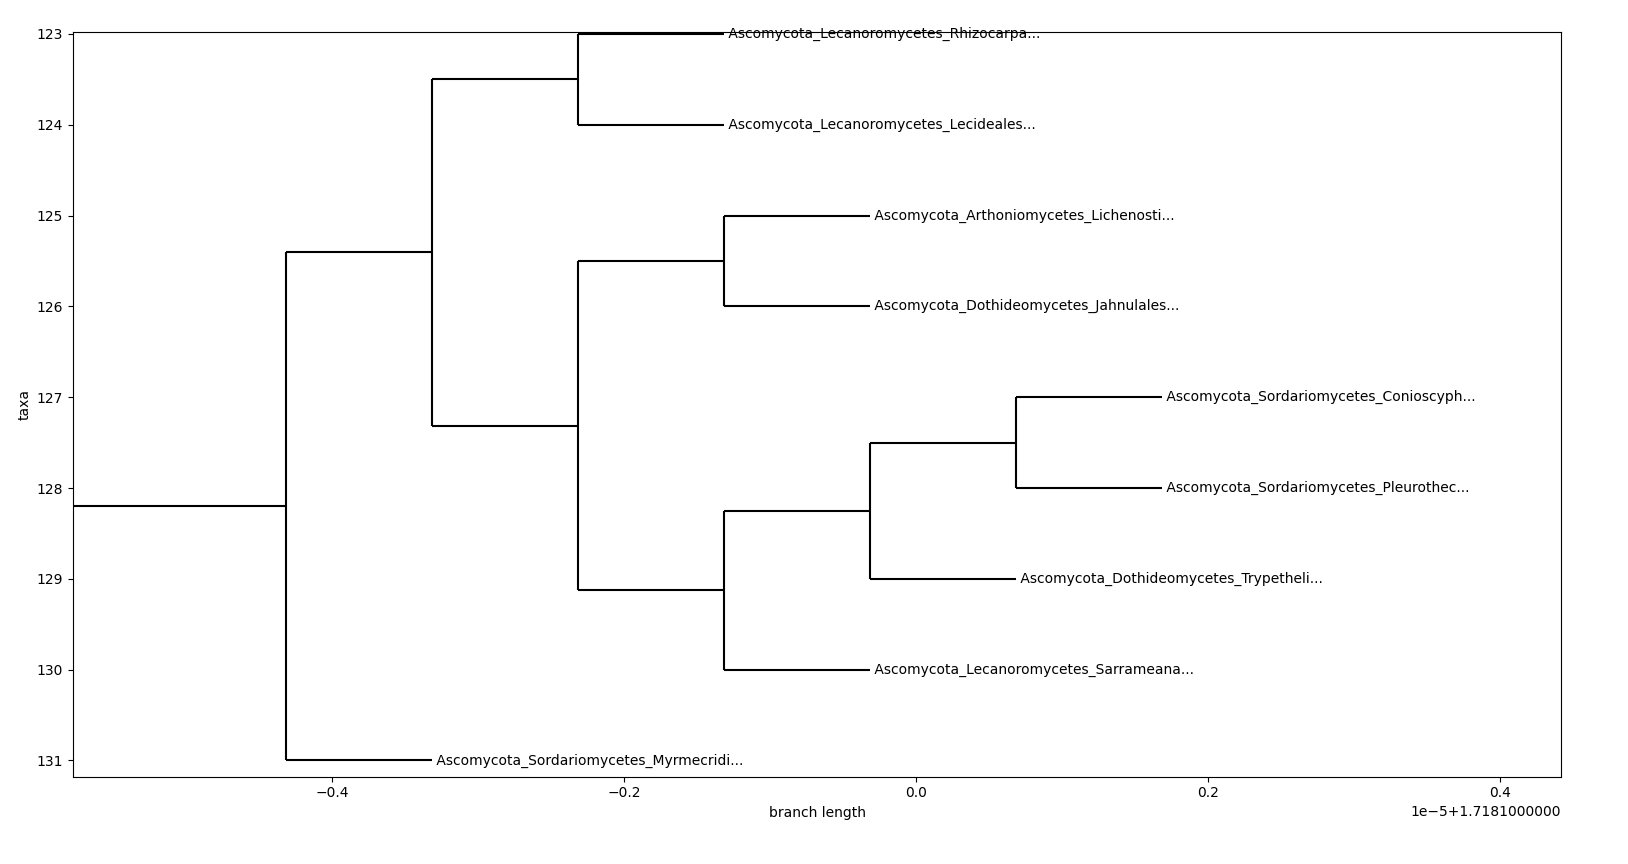 123
Ascomycota_Lecanoromycetes_Rhizocarpa...
124
Ascomycota_Lecanoromycetes_Lecideales...
125
Ascomycota_Arthoniomycetes_Lichenosti...
126
Ascomycota_Dothideomycetes_Jahnulales...
taxa
127
Ascomycota_Sordariomycetes_Conioscyph...
128
Ascomycota_Sordariomycetes_Pleurothec...
129
Ascomycota_Dothideomycetes_Trypetheli...
130
Ascomycota_Lecanoromycetes_Sarrameana...
131
Ascomycota_Sordariomycetes_Myrmecridi...
−0.4 −0.2 0.0 0.2 0.4
branch length
1e−5+1.7181000000